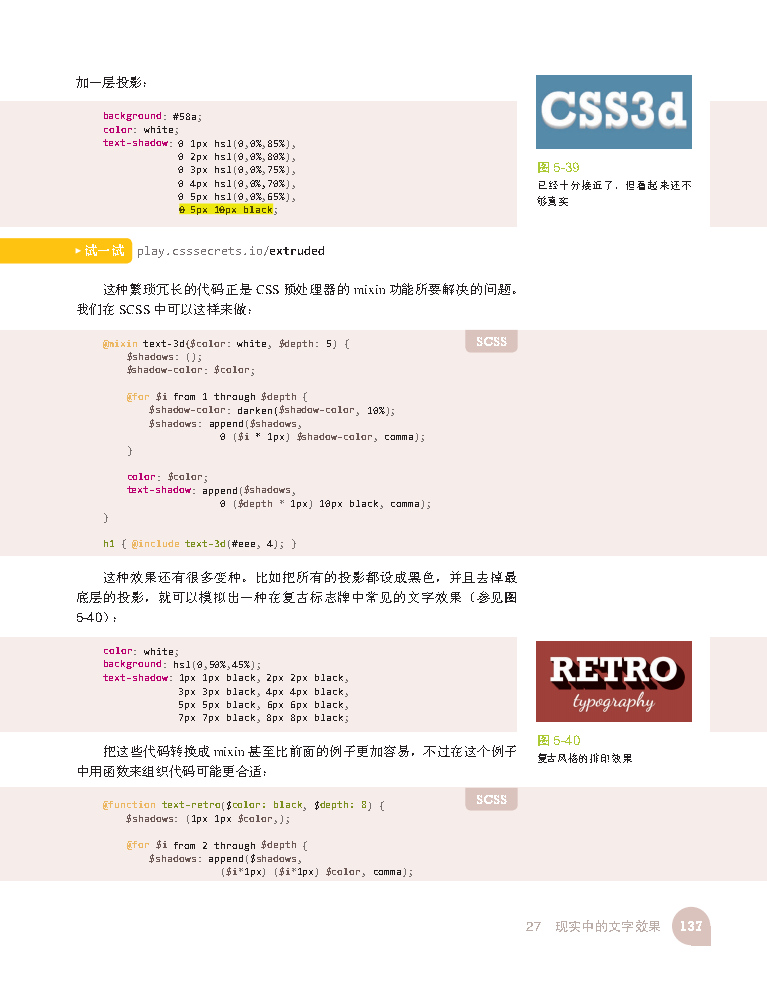 加一层投影：
background: #58a;
color: white;
text-shadow: 0 1px hsl(0,0%,85%),
0 2px hsl(0,0%,80%),
0 3px hsl(0,0%,75%),
0 4px hsl(0,0%,70%),
0 5px hsl(0,0%,65%),
0 5px 10px black;
CSS3d
图 5-39
已经十分接近了，但看起来还不
够真实
▶试一试 play.csssecrets.io/extruded
这种繁琐冗长的代码正是 CSS 预处理器的 mixin 功能所要解决的问题。
我们在 SCSS 中可以这样来做：
SCSS
@mixin text-3d($color: white, $depth: 5) {
$shadows: ();
$shadow-color: $color;
@for $i from 1 through $depth {
$shadow-color: darken($shadow-color, 10%);
$shadows: append($shadows,
0 ($i * 1px) $shadow-color, comma);
}
color: $color;
text-shadow: append($shadows,
0 ($depth * 1px) 10px black, comma);
}
h1 { @include text-3d(#eee, 4); }
这种效果还有很多变种。比如把所有的投影都设成黑色，并且去掉最
底层的投影，就可以模拟出一种在复古标志牌中常见的文字效果（参见图
5-40）：
color: white;
background: hsl(0,50%,45%);
text-shadow: 1px 1px black, 2px 2px black,
3px 3px black, 4px 4px black,
5px 5px black, 6px 6px black,
7px 7px black, 8px 8px black;
RETRO
typography
图 5-40
复古风格的排印效果
把这些代码转换成 mixin 甚至比前面的例子更加容易，不过在这个例子
中用函数来组织代码可能更合适：
SCSS
@function text-retro($color: black, $depth: 8) {
$shadows: (1px 1px $color,);
@for $i from 2 through $depth {
$shadows: append($shadows,
($i*1px) ($i*1px) $color, comma);
27 现实中的文字效果 137